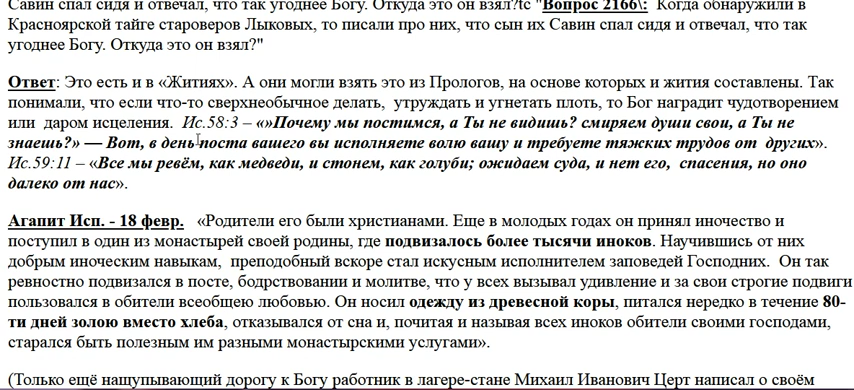 Савин спал сидя и отвечал, что так угоднее Богу. Откуда это он взял?tc "Вопрос 2166\:  Когда обнаружили в
Красноярской тайге староверов Лыковых, то писали про них, что сын их Савин спал сидя и отвечал, что так
угоднее Богу. Откуда это он взял?"
Ответ: Это есть и в «Житиях». А они могли взять это из Прологов, на основе которых и жития составлены. Так
понимали, что если что-то сверхнеобычное делать,  утруждать и угнетать плоть, то Бог наградит чудотворением
или  даром исцеления.  Ис.58:3 – «»Почему мы постимся, а Ты не видишь? смиряем души свои, а Ты не
знаешь?» — Вот, в день поста вашего вы исполняете волю вашу и требуете тяжких трудов от  других».
Ис.59:11 – «Все мы ревём, как медведи, и стонем, как голуби; ожидаем суда, и нет его,  спасения, но оно
далеко от нас».
Агапит Исп. - 18 февр.   «Родители его были христианами. Еще в молодых годах он принял иночество и
поступил в один из монастырей своей родины, где подвизалось более тысячи иноков. Научившись от них
добрым иноческим навыкам,  преподобный вскоре стал искусным исполнителем заповедей Господних.  Он так
ревностно подвизался в посте, бодрствовании и молитве, что у всех вызывал удивление и за свои строгие подвиги
пользовался в обители всеобщею любовью. Он носил одежду из древесной коры, питался нередко в течение 80-
ти дней золою вместо хлеба, отказывался от сна и, почитая и называя всех иноков обители своими господами,
старался быть полезным им разными монастырскими услугами».
(Только ещё нащупывающий дорогу к Богу работник в лагере-стане Михаил Иванович Церт написал о своём